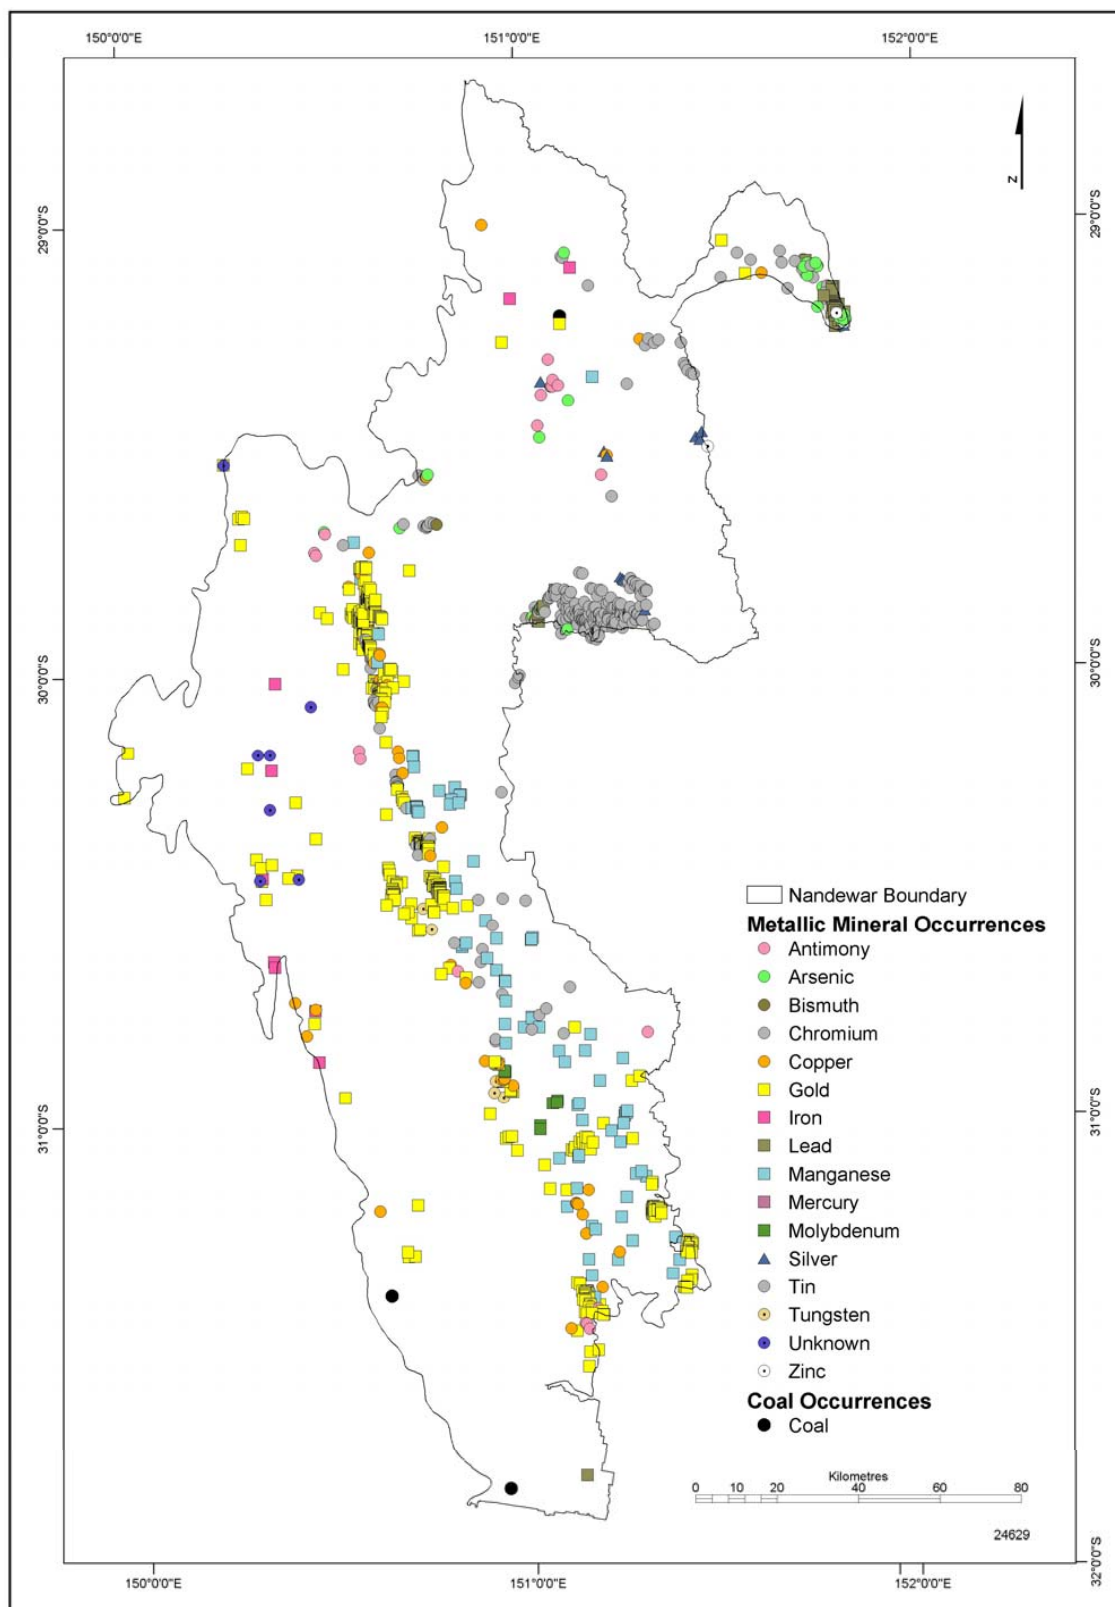 150°0'0"E 151°0'0"E 152°0'0"E
N
29°0'0"S 29°0'0"S
30°0'0"S 30°0'0"S
31°0'0"S 31°0'0"S
32°0'0"S
Nandewar Boundary
Metallic Mineral Occurrences
Antimony
Arsenic
Bismuth
Chromium
Copper
Gold
Iron
Lead
Manganese
Mercury
Molybdenum
Silver
Tin
Tungsten
Unknown
Zinc
Coal Occurrences
Coal
Kilometres
0 10 20 40 60 80
24629
150°0'0"E 151°0'0"E 152°0'0"E